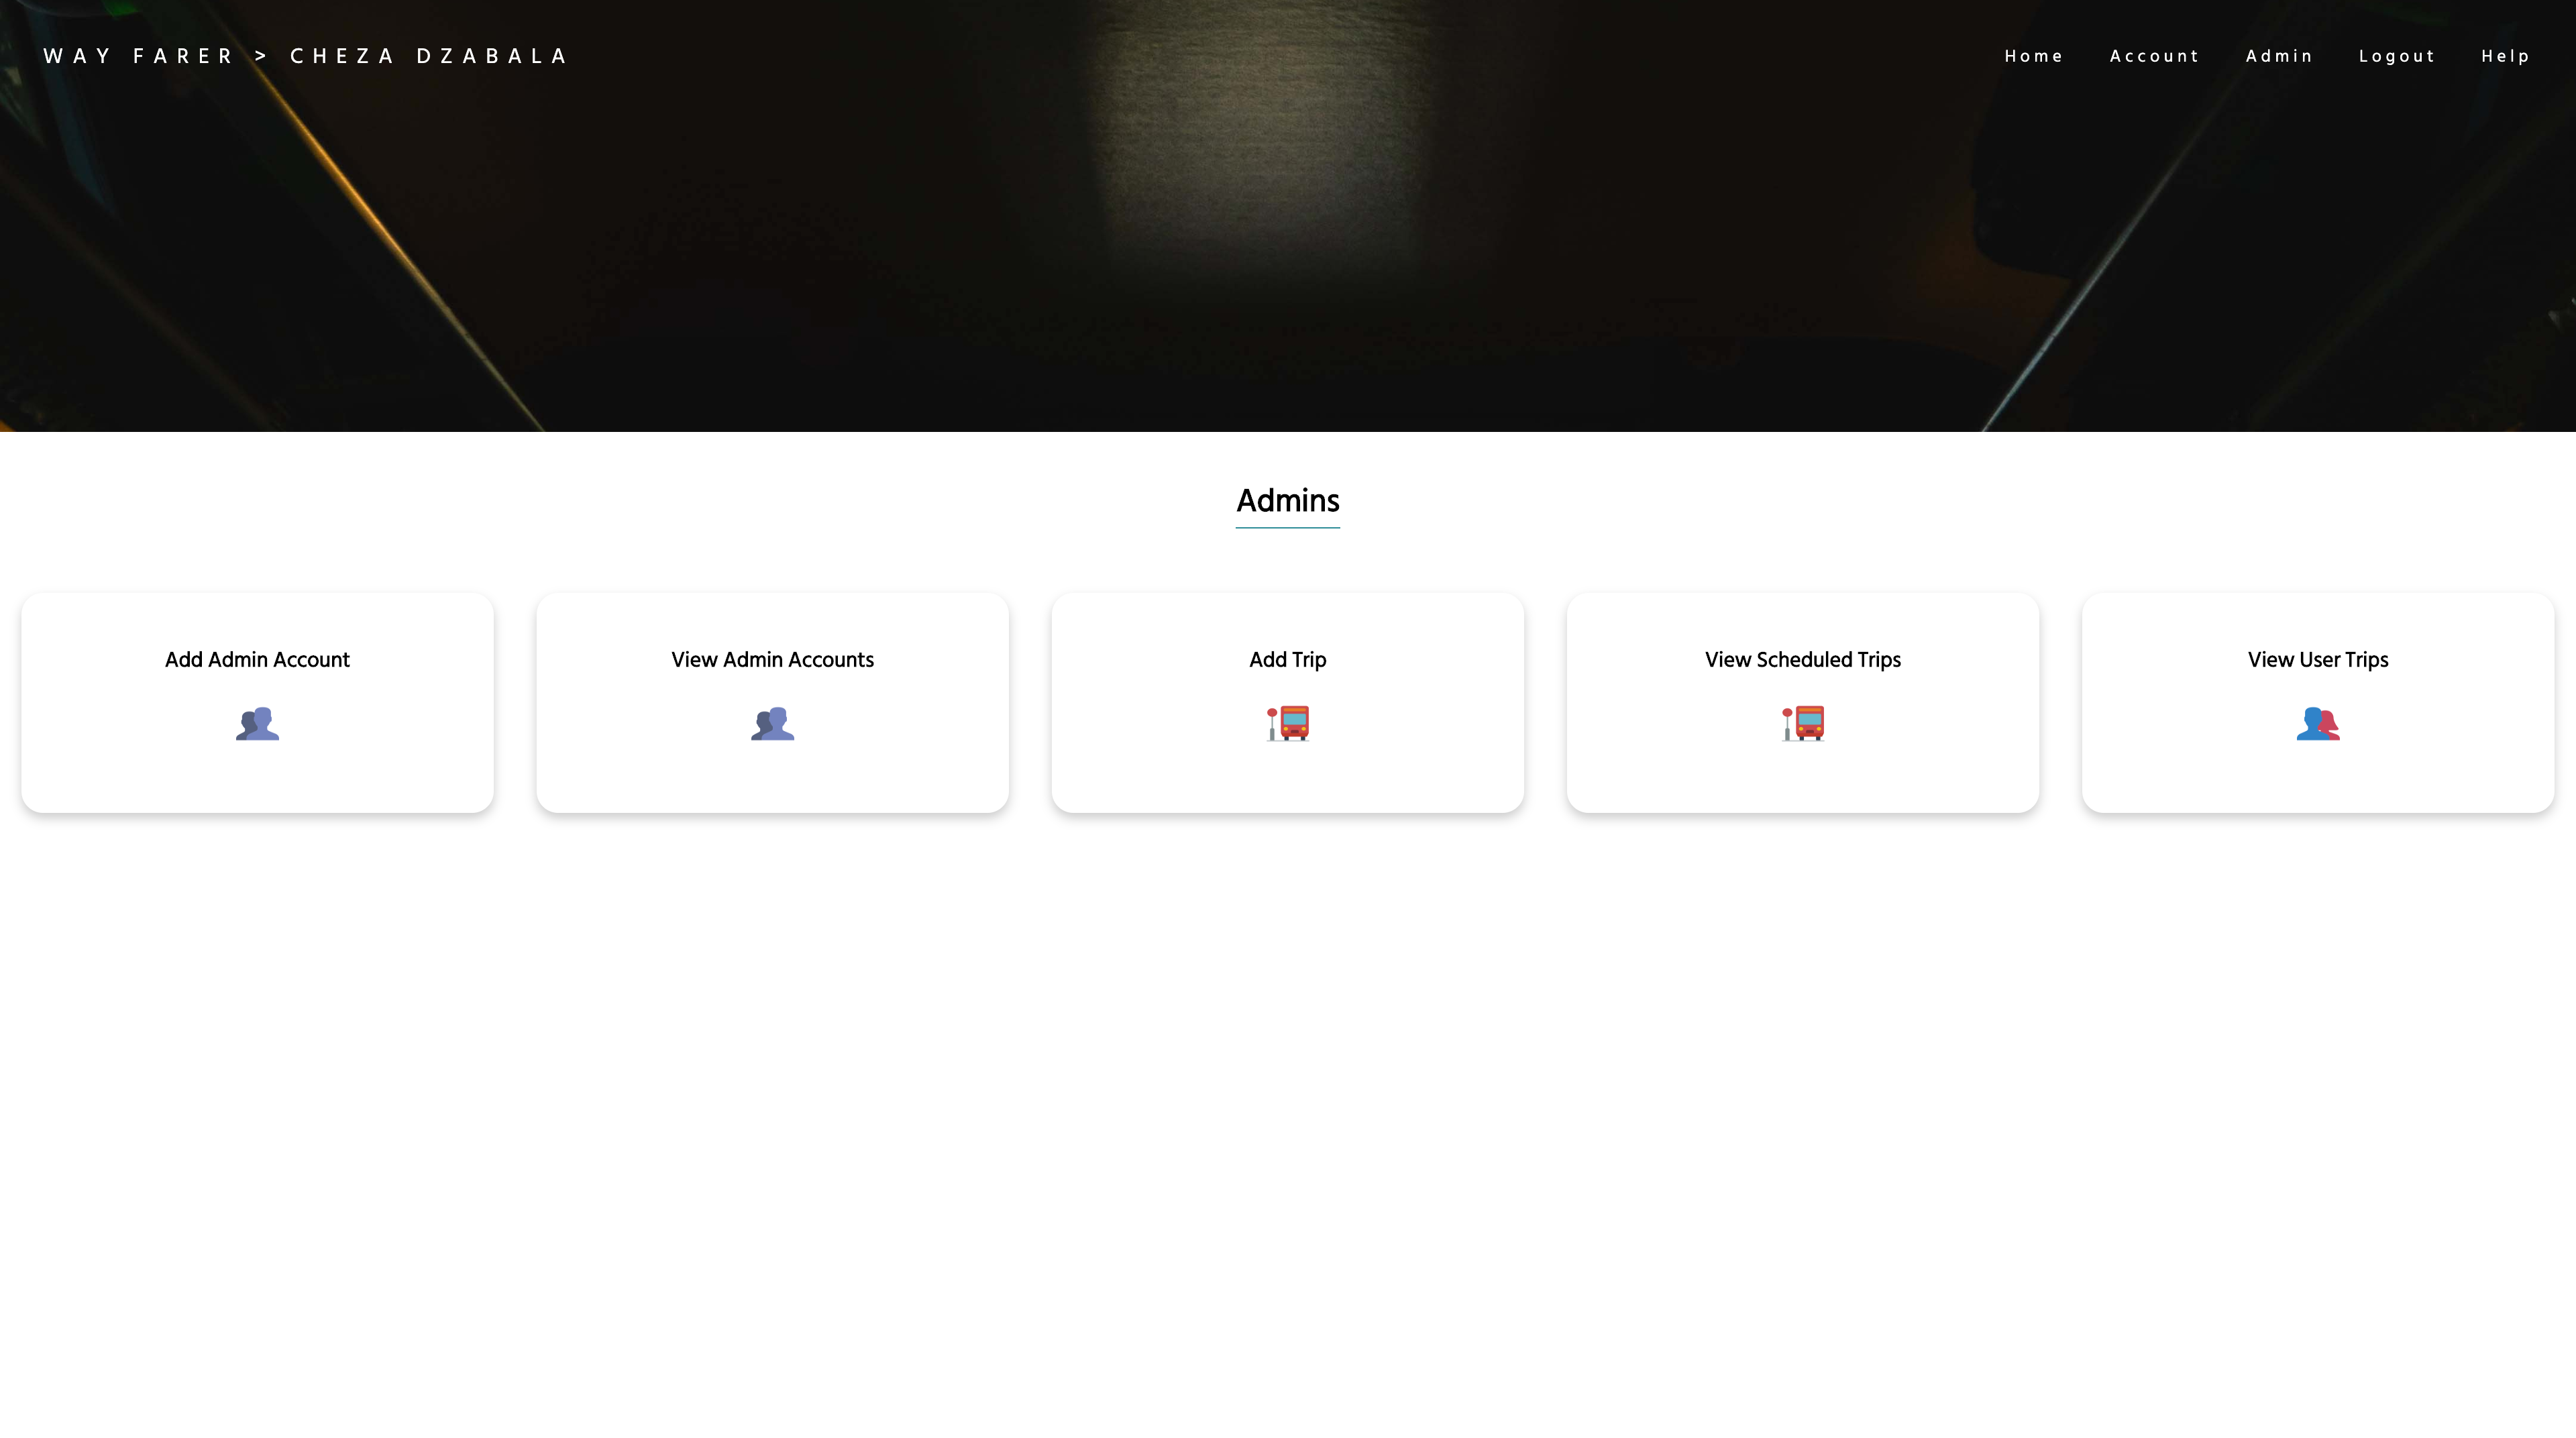 WAY FARER > CHEZA DZABALA
Home Account Admin Logout Help
Admins
Add Admin Account
View Admin Accounts
Add Trip
View Scheduled Trips
View User Trips